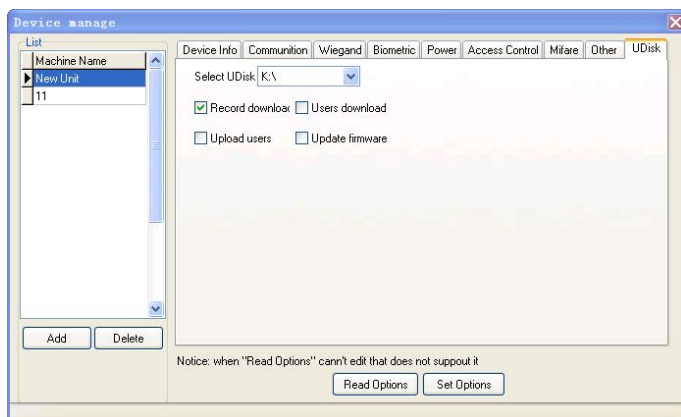 Device manage
List
Machine Name
New Unit
11
Add Delete
Device Info Communition Wiegand Biometric Power Access Control Mifare Other UDisk
Select UDisk K:\
Record downloac Users download
Upload users Update firmware
Notice: when "Read Options" cann't edit that does not suppout it
Read Options Set Options